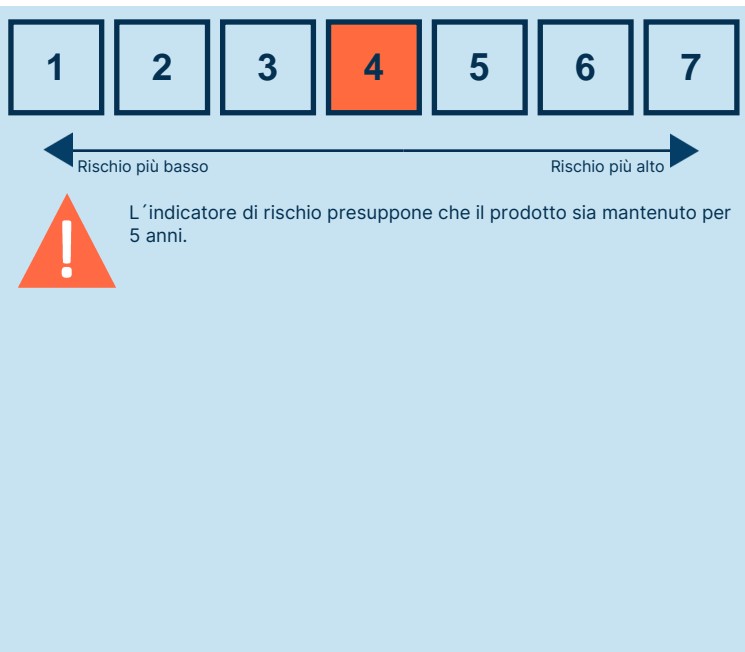 1 2 3 4 5 6 7
Rischio più basso Rischio più alto
!
L´indicatore di rischio presuppone che il prodotto sia mantenuto per
5 anni.